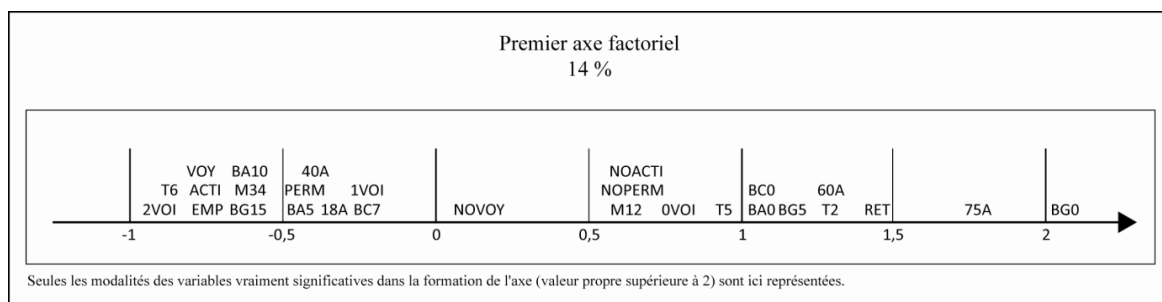 Premier axe factoriel
14 %
VOY BA10 40A NOACTI
T6 ACTI M34 PERM 1VOI NOPERM BC0 60A
2VOI EMP BG15 BA5 18A BC7 NOVOY M12 0VOI T5 BA0 BG5 T2 RET 75A BG0
-1 -0,5 0 0,5 1 1,5 2
Seules les modalités des variables vraiment significatives dans la formation de l'axe (valeur propre supérieure à 2) sont ici représentées.